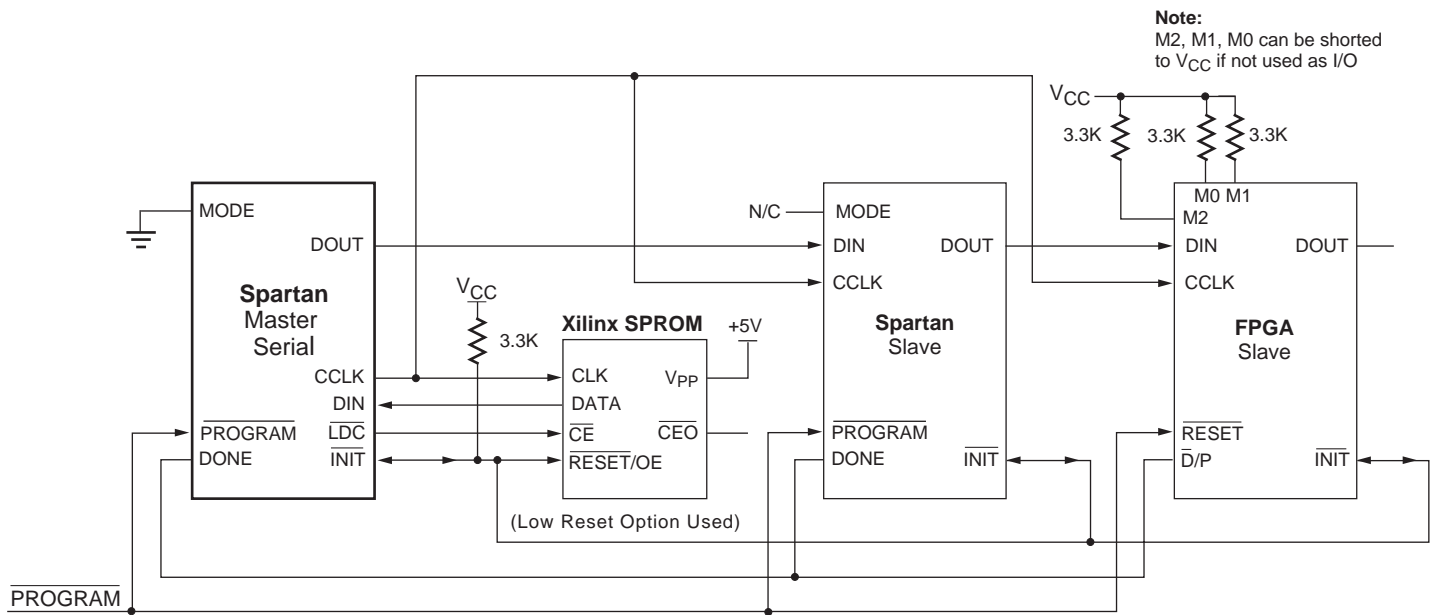 Note:
M2, M1, M0 can be shorted
to VCC if not used as I/O
VCC
3.3K
3.3K
3.3K
M0 M1
M2
DIN
DOUT
CCLK
FPGA
Slave
RESET
D/P
INIT
N/C
MODE
DIN
DOUT
CCLK
Spartan
Slave
PROGRAM
DONE
INIT
MODE
DOUT
Spartan
Master
Serial
CCLK
DIN
PROGRAM
LDC
DONE
INIT
VCC
3.3K
Xilinx SPROM
+5V
CLK
VPP
DATA
CE
CEO
RESET/OE
(Low Reset Option Used)
PROGRAM